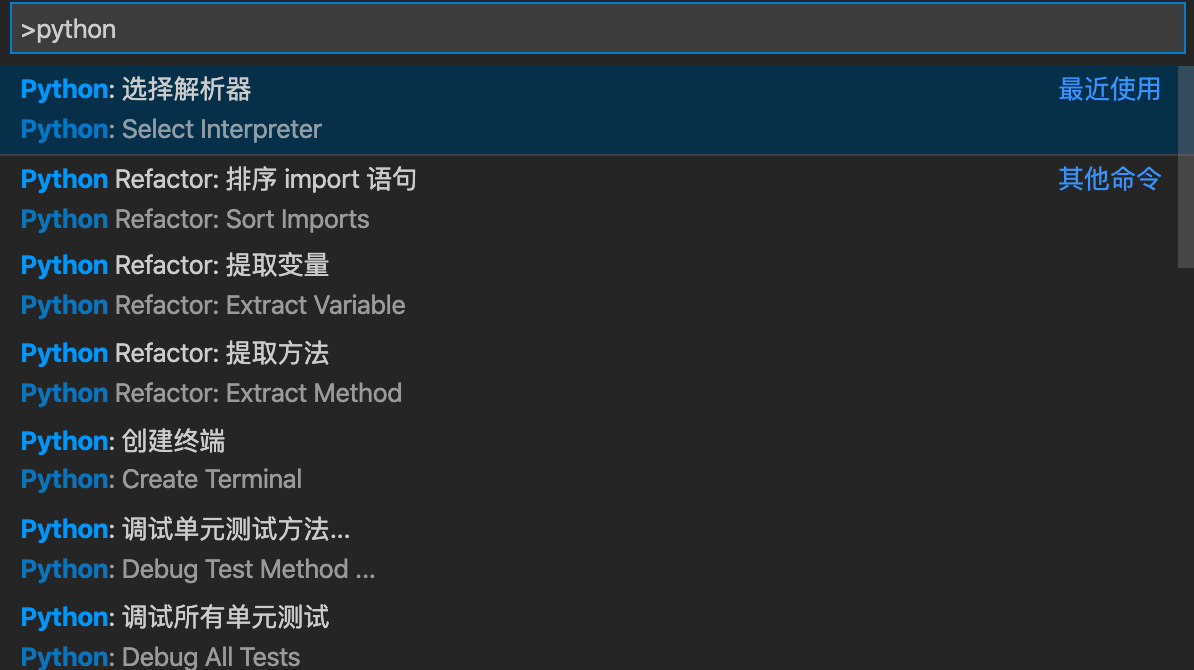 >python
Python: 选择解析器 最近使用
Python: Select Interpreter
Python Refactor: 排序 import 语句 其他命令
Python Refactor: Sort Imports
Python Refactor: 提取变量
Python Refactor: Extract Variable
Python Refactor: 提取方法
Python Refactor: Extract Method
Python: 创建终端
Python: Create Terminal
Python: 调试单元测试方法...
Python: Debug Test Method ...
Python: 调试所有单元测试
Python: Debug All Tests